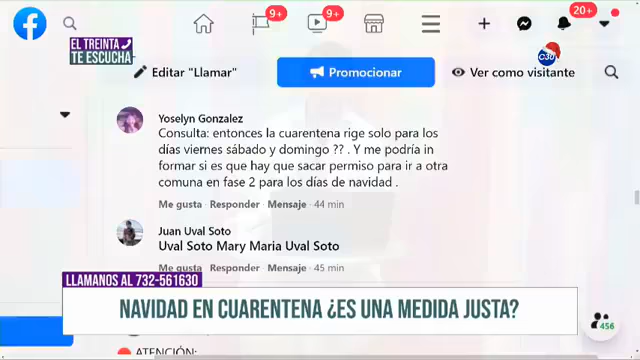 9+
9+
20+
EL TREINTA
TE ESCUCHA
C30
Editar "Llamar"
Promocionar
Ver como visitante
Yoselyn Gonzalez
Consulta: entonces la cuarentena rige solo para los
días viernes sábado y domingo ?? . Y me podría in
formar si es que hay que sacar permiso para ir a otra
comuna en fase 2 para los días de navidad .
Me gusta Responder Mensaje · 44 min
Juan Uval Soto
Uval Soto Mary Maria Uval Soto
Me gusta Responder Mensaje · 45 min
LLAMANOS AL 732-561630
NAVIDAD EN CUARENTENA ¿ES UNA MEDIDA JUSTA?
456
ATENCIÓN: